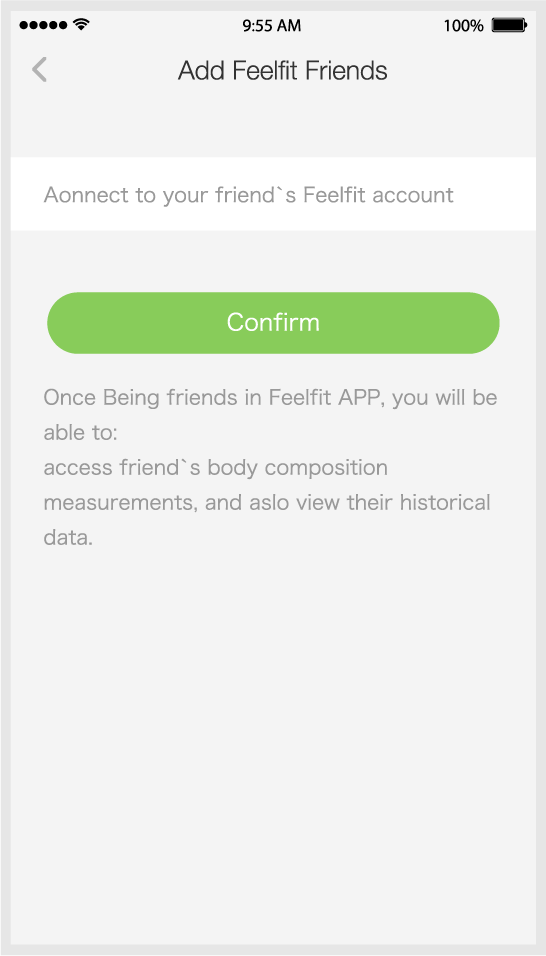 9:55 AM 100%
Add Feelfit Friends
Aonnect to your friend`s Feelfit account
Confirm
Once Being friends in Feelfit APP, you will be
able to:
access friend`s body composition
measurements, and aslo view their historical
data.